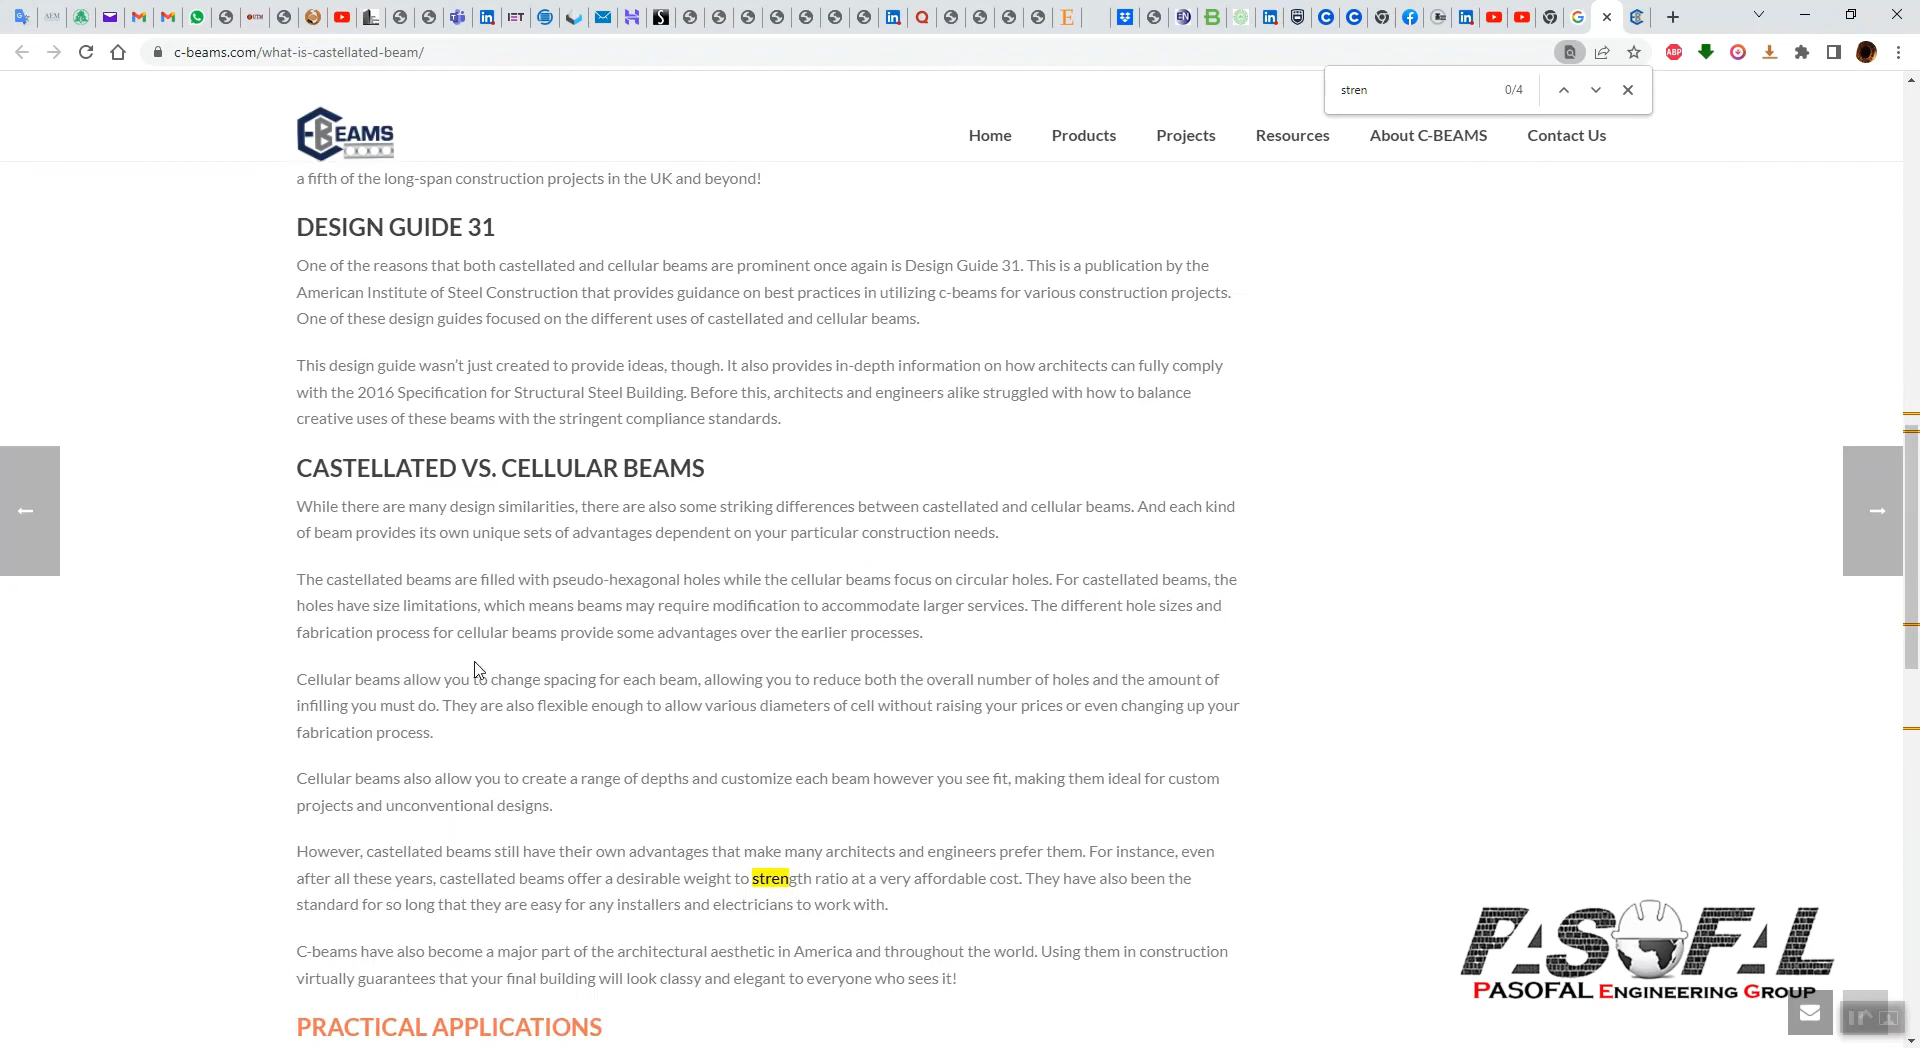 c-beams.com/what-is-castellated-beam/
stren 0/4
C-BEAMS
Home Products Projects Resources About C-BEAMS Contact Us
a fifth of the long-span construction projects in the UK and beyond!
DESIGN GUIDE 31
One of the reasons that both castellated and cellular beams are prominent once again is Design Guide 31. This is a publication by the
American Institute of Steel Construction that provides guidance on best practices in utilizing c-beams for various construction projects.
One of these design guides focused on the different uses of castellated and cellular beams.
This design guide wasn't just created to provide ideas, though. It also provides in-depth information on how architects can fully comply
with the 2016 Specification for Structural Steel Building. Before this, architects and engineers alike struggled with how to balance
creative uses of these beams with the stringent compliance standards.
CASTELLATED VS. CELLULAR BEAMS
While there are many design similarities, there are also some striking differences between castellated and cellular beams. And each kind
of beam provides its own unique sets of advantages dependent on your particular construction needs.
The castellated beams are filled with pseudo-hexagonal holes while the cellular beams focus on circular holes. For castellated beams, the
holes have size limitations, which means beams may require modification to accommodate larger services. The different hole sizes and
fabrication process for cellular beams provide some advantages over the earlier processes.
Cellular beams allow you to change spacing for each beam, allowing you to reduce both the overall number of holes and the amount of
infilling you must do. They are also flexible enough to allow various diameters of cell without raising your prices or even changing up your
fabrication process.
Cellular beams also allow you to create a range of depths and customize each beam however you see fit, making them ideal for custom
projects and unconventional designs.
However, castellated beams still have their own advantages that make many architects and engineers prefer them. For instance, even
after all these years, castellated beams offer a desirable weight to strength ratio at a very affordable cost. They have also been the
standard for so long that they are easy for any installers and electricians to work with.
C-beams have also become a major part of the architectural aesthetic in America and throughout the world. Using them in construction
virtually guarantees that your final building will look classy and elegant to everyone who sees it!
PRACTICAL APPLICATIONS
PASOFAL
PASOFAL ENGINEERING GROUP